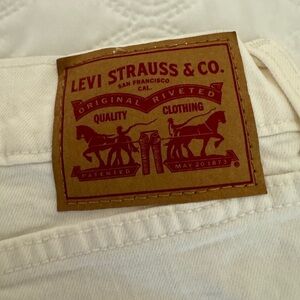 LEVI STRAUSS & CO.
SAN FRANCISCO
CAL.
ORIGINAL RIVETED
QUALITY CLOTHING
PATENTED MAY 20 1873
®